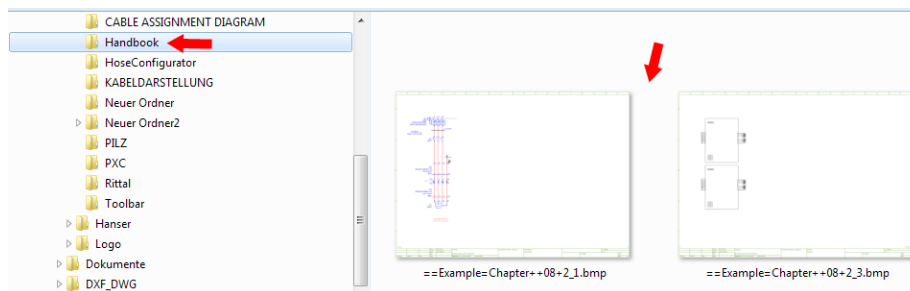 CABLE ASSIGNMENT DIAGRAM
Handbook
HoseConfigurator
KABELDARSTELLUNG
Neuer Ordner
Neuer Ordner2
PILZ
PXC
Rittal
Toolbar
Hanser
Logo
Dokumente
DXF_DWG
==Example=Chapter++08+2_1.bmp
==Example=Chapter++08+2_3.bmp